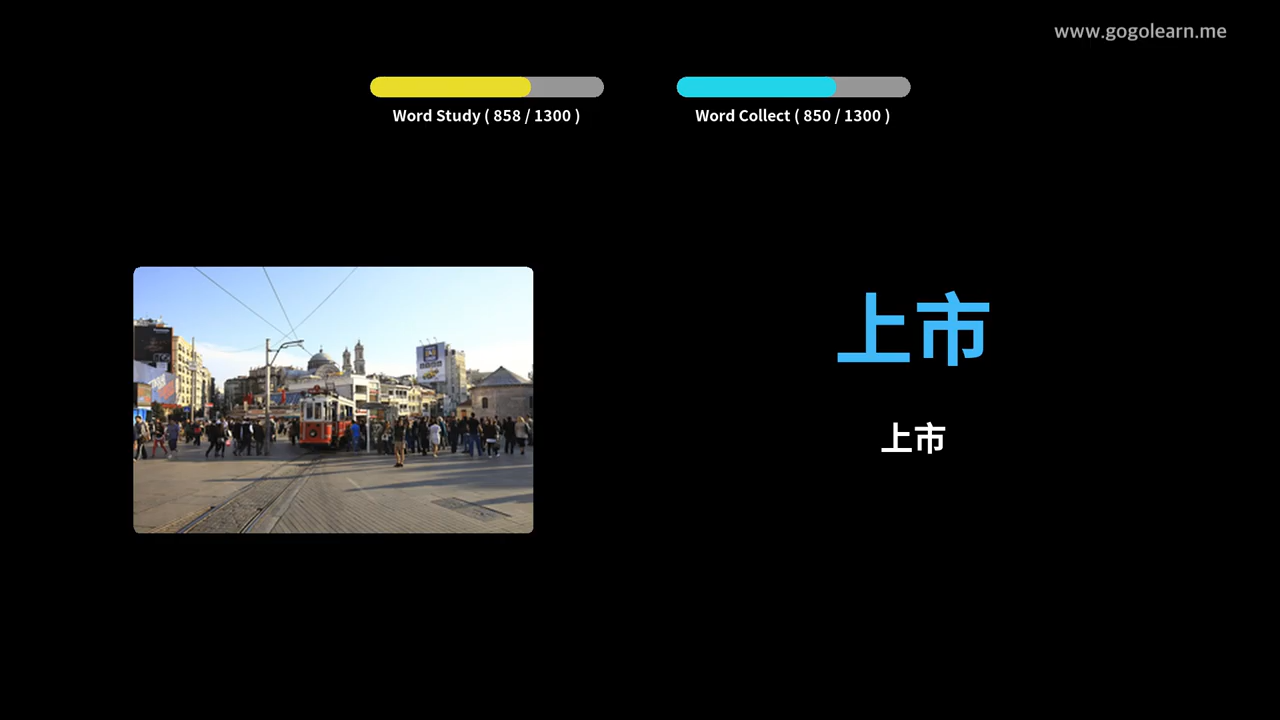 www.gogolearn.me
Word Study ( 858 / 1300 )
Word Collect ( 850 / 1300 )
上市
上市